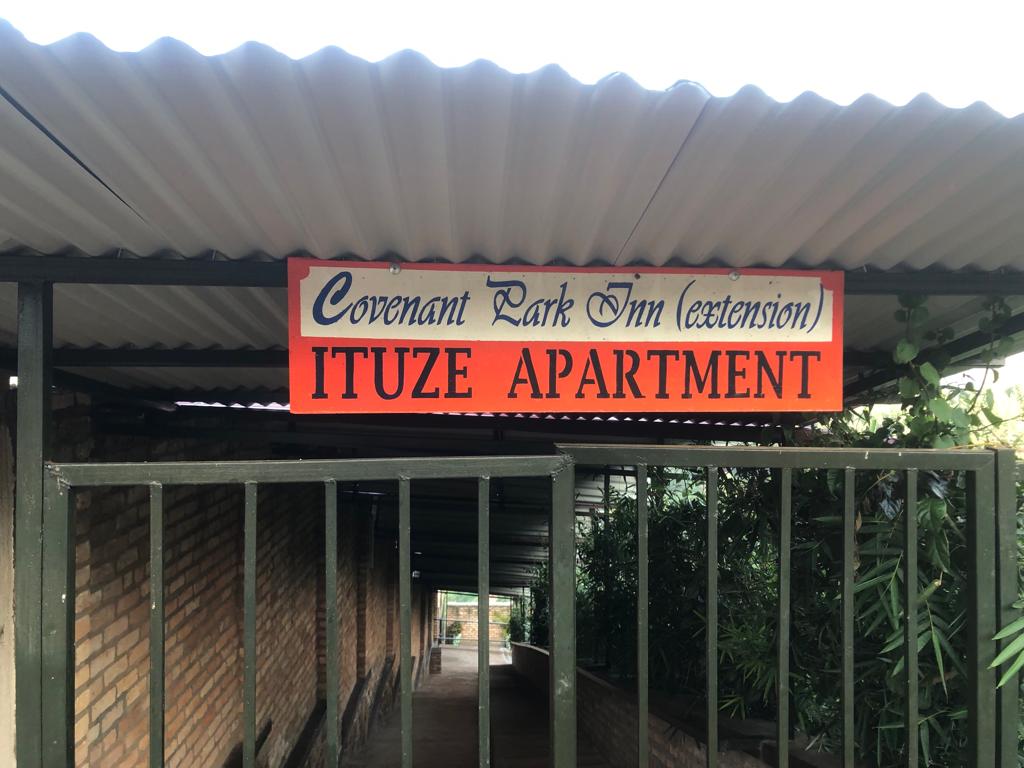 Covenant Park Inn (extension)
ITUZE APARTMENT